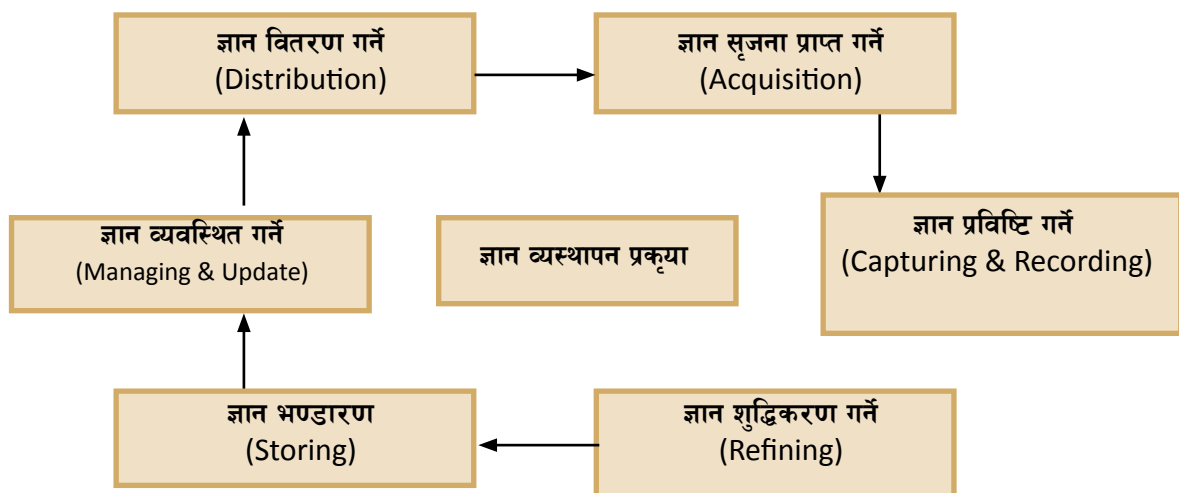 ज्ञान वितरण गर्ने
(Distribution)
ज्ञान सृजना प्राप्त गर्ने
(Acquisition)
ज्ञान व्यवस्थित गर्ने
(Managing & Update)
ज्ञान व्यस्थापन प्रकृया
ज्ञान प्रविष्टि गर्ने
(Capturing & Recording)
ज्ञान भण्डारण
(Storing)
ज्ञान शुद्धिकरण गर्ने
(Refining)